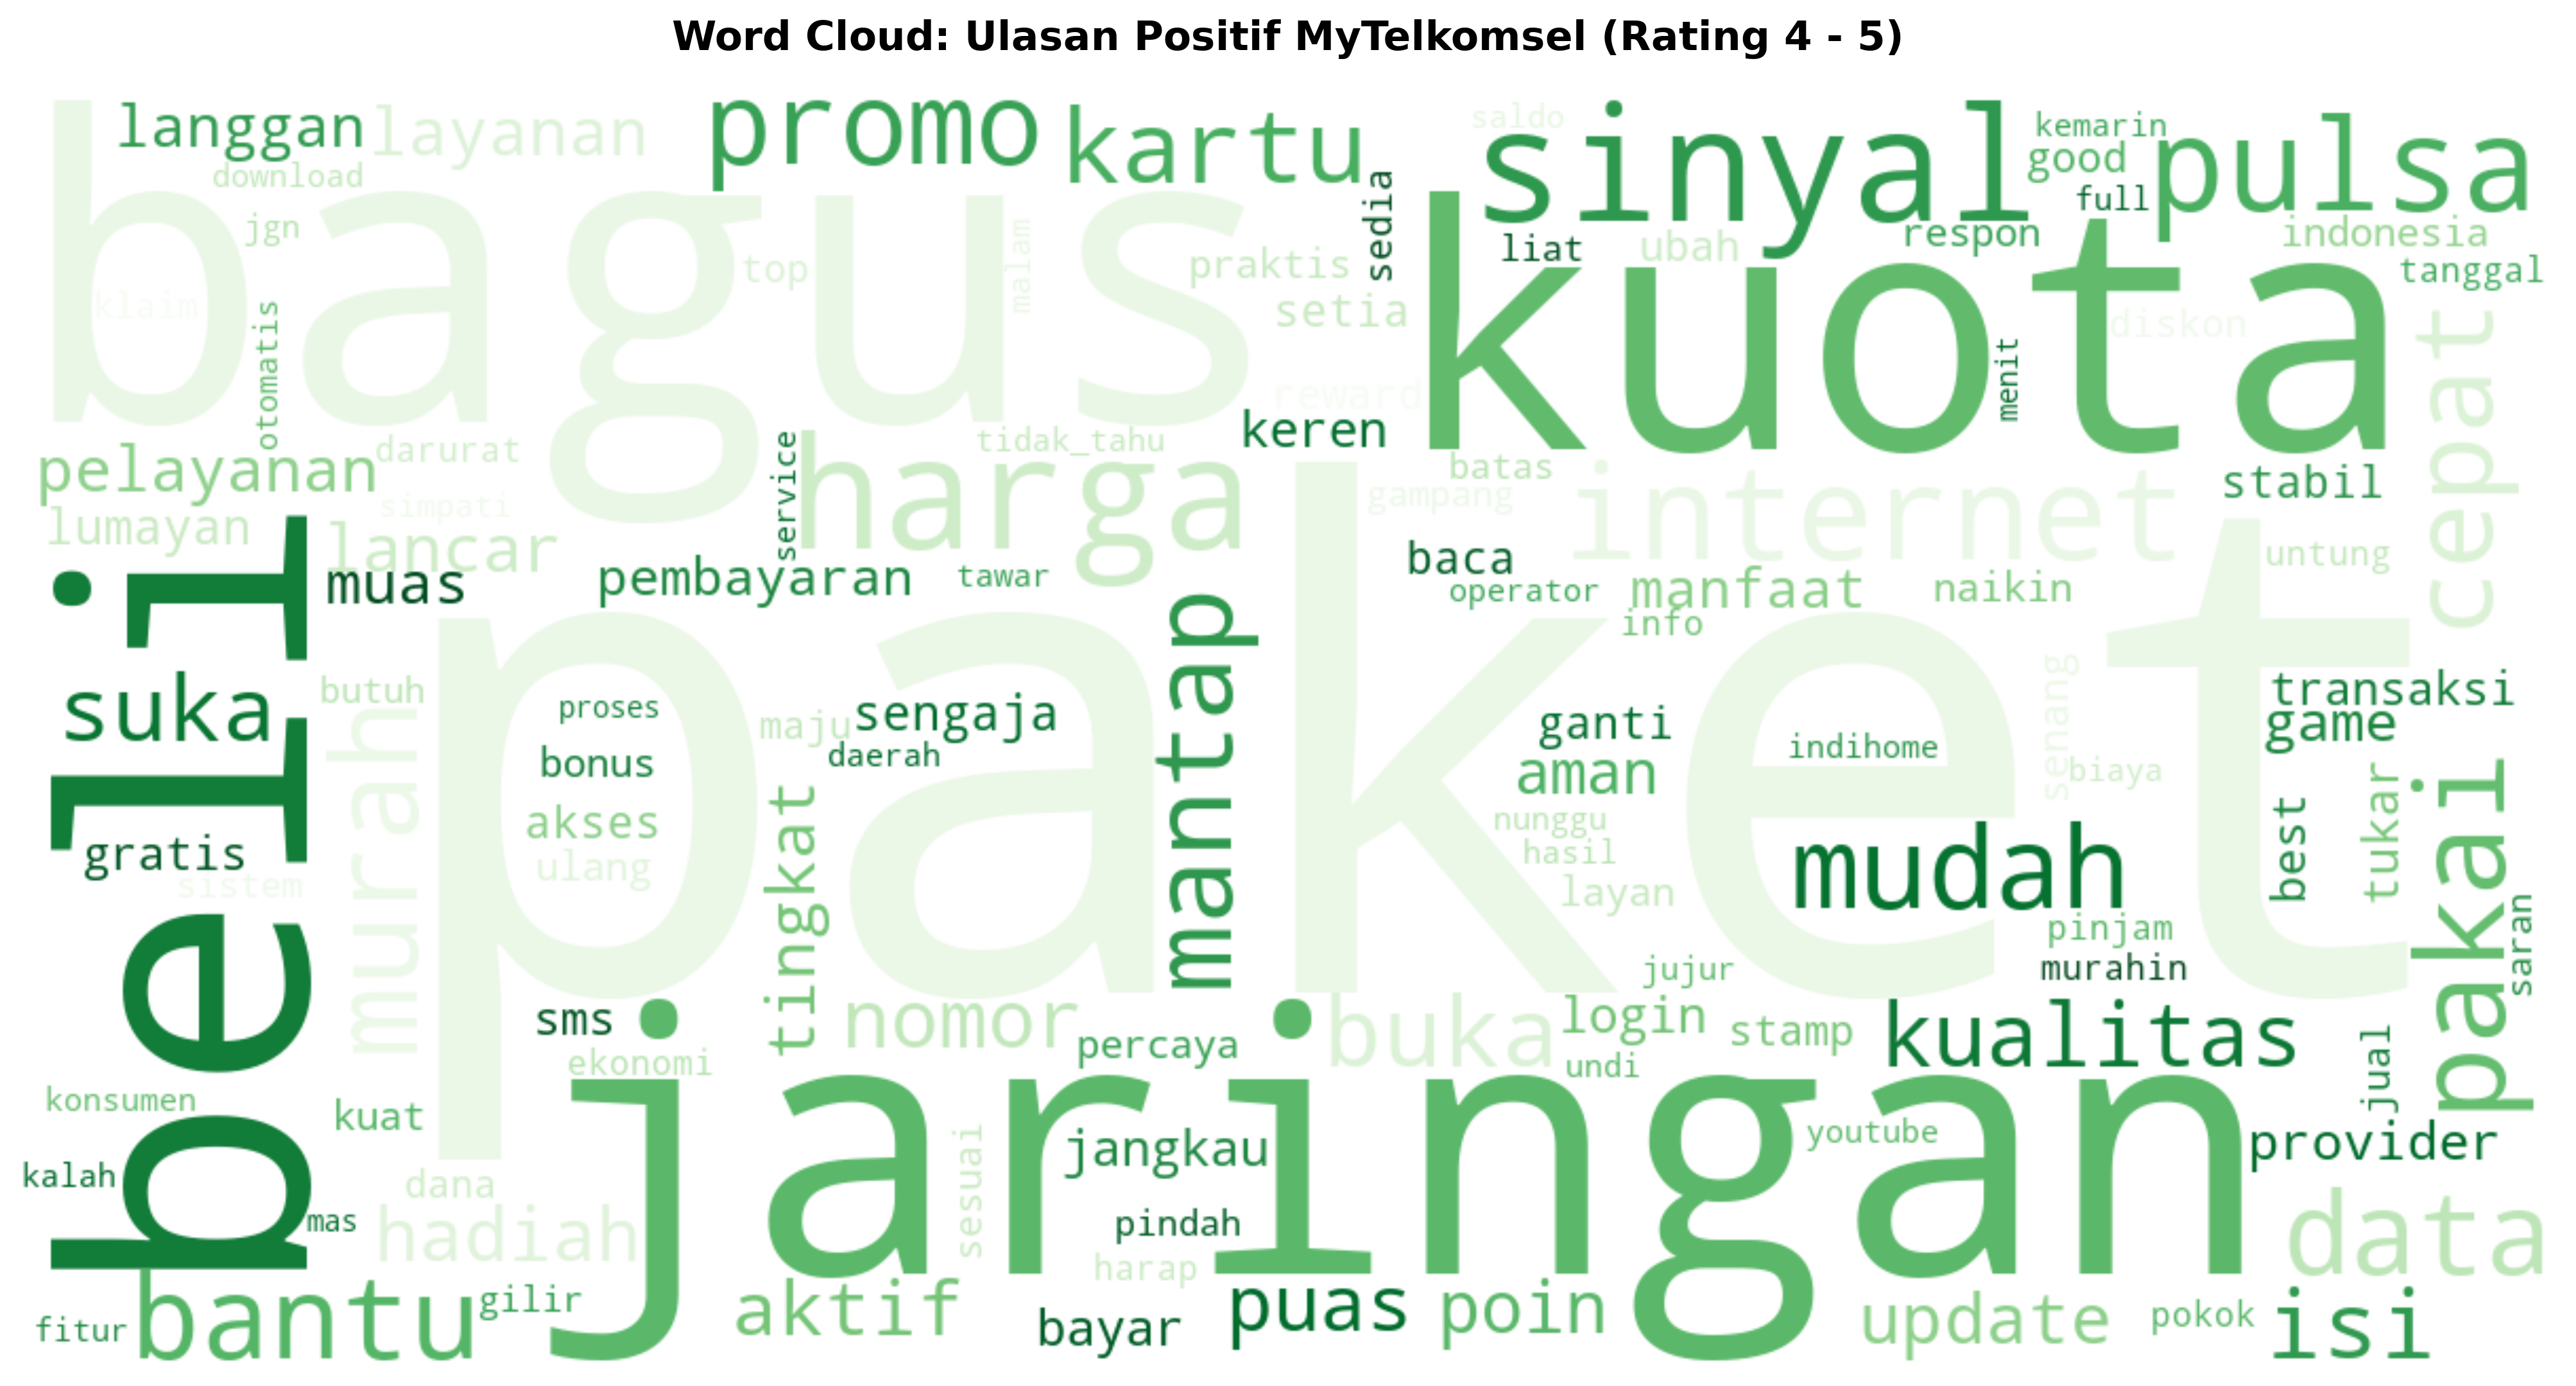 Word Cloud: Ulasan Positif MyTelkomsel (Rating 4 - 5)
langgan
layanan
promo
kartu
saldo
sinyal
kemarin
good
full
pulsa
download
jgn
bagus
top
malam
klaim
otomatis
praktis
setia
sedia
liat
ubah
respon
indonesia
tanggal
kuota
menit
diskon
reward
keren
cepat
pelayanan
darurat
simpati
lumayan
lancar
service
harga
tidak_tahu
batas
gampang
internet
stabil
untung
beli
muas
pembayaran
tawar
baca
operator
manfaat
info
naikin
suka
butuh
murah
paket
proses
bonus
akses
ulang
maju
sengaja
daerah
tingkat
mantap
ganti
aman
indihome
senang
biaya
transaksi
game
nunggu
hasil
layan
mudah
best
tukar
pakai
saran
gratis
sistem
pinjam
murahin
jujur
sms
ekonomi
nomor
percaya
buka
login
undi
stamp
kualitas
jual
konsumen
kuat
kalah
mas
dana
hadiah
jaringan
sesuai
jangkau
pindah
harap
youtube
provider
data
fitur
bantu
gilir
aktif
bayar
puas
poin
update
pokok
isi